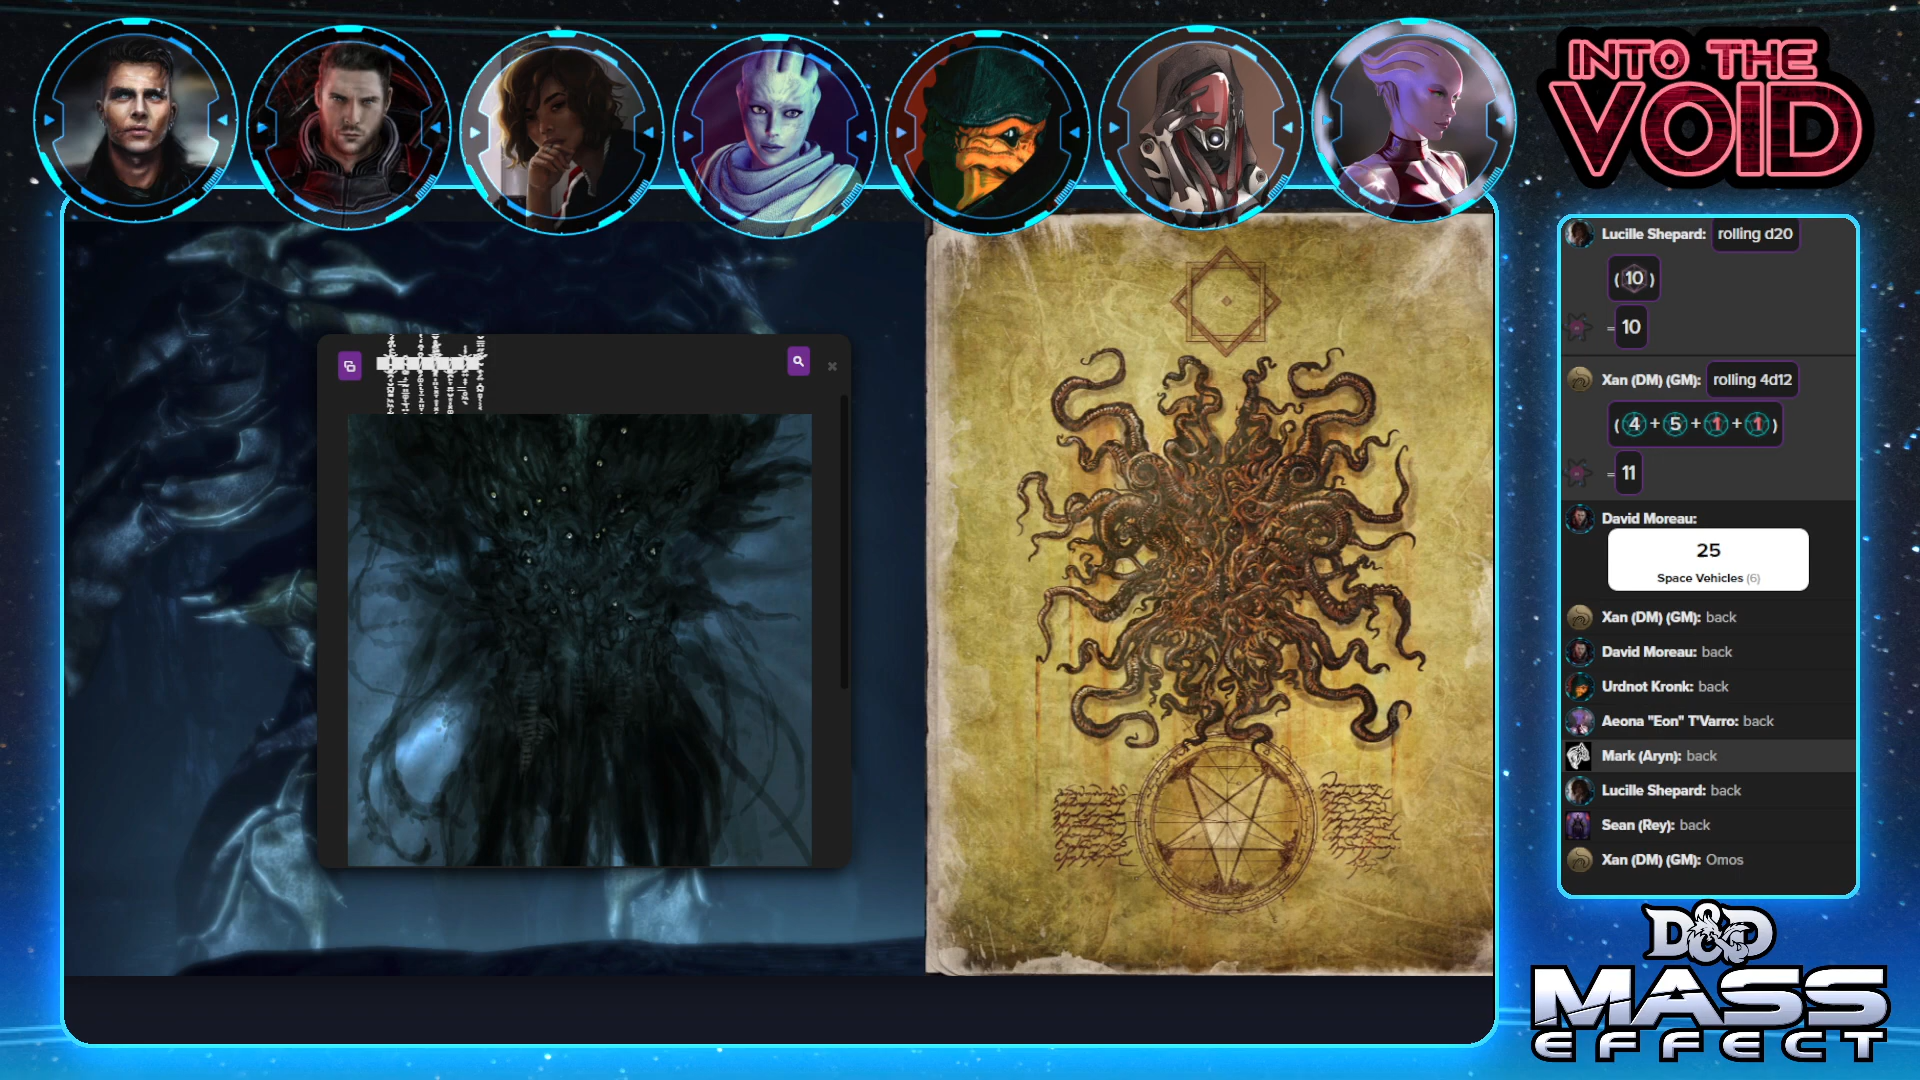 INTO THE
VOID
Lucille Shepard: rolling d20
(10)
=10
Xan (DM) (GM): rolling 4d12
(4+5+1+1)
=11
David Moreau:
25
Space Vehicles (6)
Xan (DM) (GM): back
David Moreau: back
Urdnot Kronk: back
Aeona "Eon" T'Varro: back
Mark (Aryn): back
Lucille Shepard: back
Sean (Rey): back
Xan (DM) (GM): Omos
D&D
MASS
EFFECT